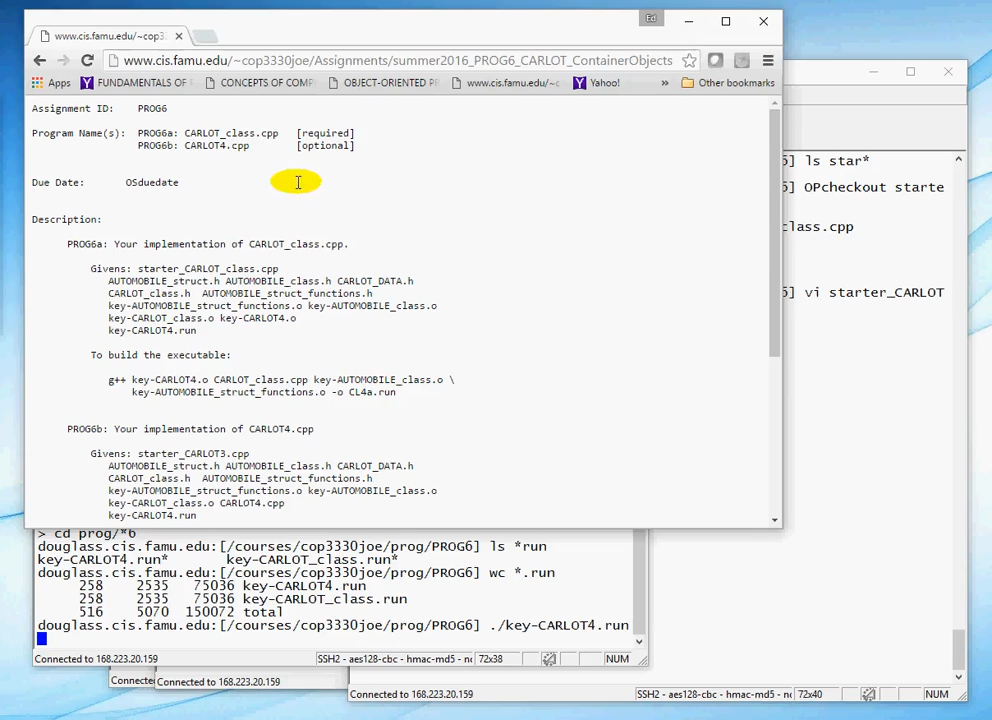 Ed
www.cis.famu.edu/~cop3
www.cis.famu.edu/~cop3330joe/Assignments/summer2016_PROG6_CARLOT_ContainerObjects
Apps FUNDAMENTALS OF CONCEPTS OF COMP OBJECT-ORIENTED PR www.cis.famu.edu/~c Yahoo! » Other bookmarks
Assignment ID: PROG6
Program Name(s): PROG6a: CARLOT_class.cpp [required]
PROG6b: CARLOT4.cpp [optional]
Due Date: OSduedate
Description:
PROG6a: Your implementation of CARLOT_class.cpp.
Givens: starter_CARLOT_class.cpp
AUTOMOBILE_struct.h AUTOMOBILE_class.h CARLOT_DATA.h
CARLOT_class.h AUTOMOBILE_struct_functions.h
key-AUTOMOBILE_struct_functions.o key-AUTOMOBILE_class.o
key-CARLOT_class.o key-CARLOT4.o
key-CARLOT4.run
To build the executable:
g++ key-CARLOT4.o CARLOT_class.cpp key-AUTOMOBILE_class.o \
key-AUTOMOBILE_struct_functions.o -o CL4a.run
PROG6b: Your implementation of CARLOT4.cpp
Givens: starter_CARLOT3.cpp
AUTOMOBILE_struct.h AUTOMOBILE_class.h CARLOT_DATA.h
CARLOT_class.h AUTOMOBILE_struct_functions.h
key-AUTOMOBILE_struct_functions.o key-AUTOMOBILE_class.o
key-CARLOT_class.o CARLOT4.cpp
key-CARLOT4.run
5] ls star*
5] OPcheckout starte
class.cpp
5] vi starter_CARLOT
> cd prog/*6
douglass.cis.famu.edu:[/courses/cop3330joe/prog/PROG6] ls *run
key-CARLOT4.run* key-CARLOT_class.run*
douglass.cis.famu.edu:[/courses/cop3330joe/prog/PROG6] wc *.run
258 2535 75036 key-CARLOT4.run
258 2535 75036 key-CARLOT_class.run
516 5070 150072 total
douglass.cis.famu.edu:[/courses/cop3330joe/prog/PROG6] ./key-CARLOT4.run
Connected to 168.223.20.159 SSH2 - aes128-cbc - hmac-md5 - nc 72x38 NUM
Connecte Connected to 168.223.20.159
Connected to 168.223.20.159 SSH2 - aes128-cbc - hmac-md5 - nc 72x40 NUM